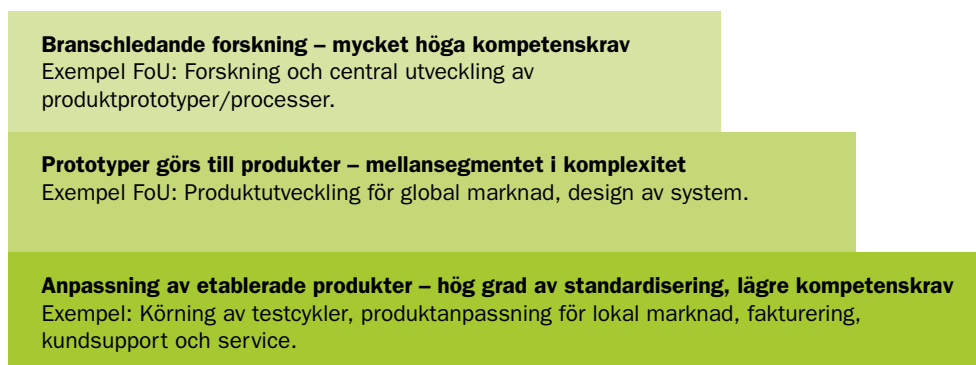 Branschledande forskning – mycket höga kompetenskrav
Exempel FoU: Forskning och central utveckling av
produktprototyper/processer.
Prototyper görs till produkter – mellansegmentet i komplexitet
Exempel FoU: Produktutveckling för global marknad, design av system.
Anpassning av etablerade produkter – hög grad av standardisering, lägre kompetenskrav
Exempel: Körning av testcykler, produktanpassning för lokal marknad, fakturering,
kundsupport och service.